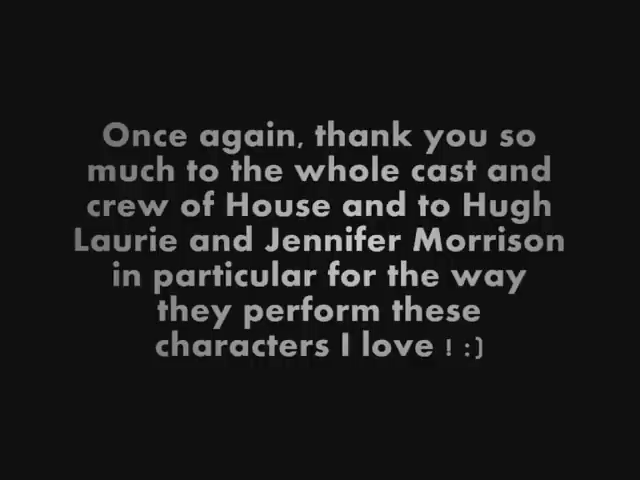 Once again, thank you so
much to the whole cast and
crew of House and to Hugh
Laurie and Jennifer Morrison
in particular for the way
they perform these
characters I love ! :)